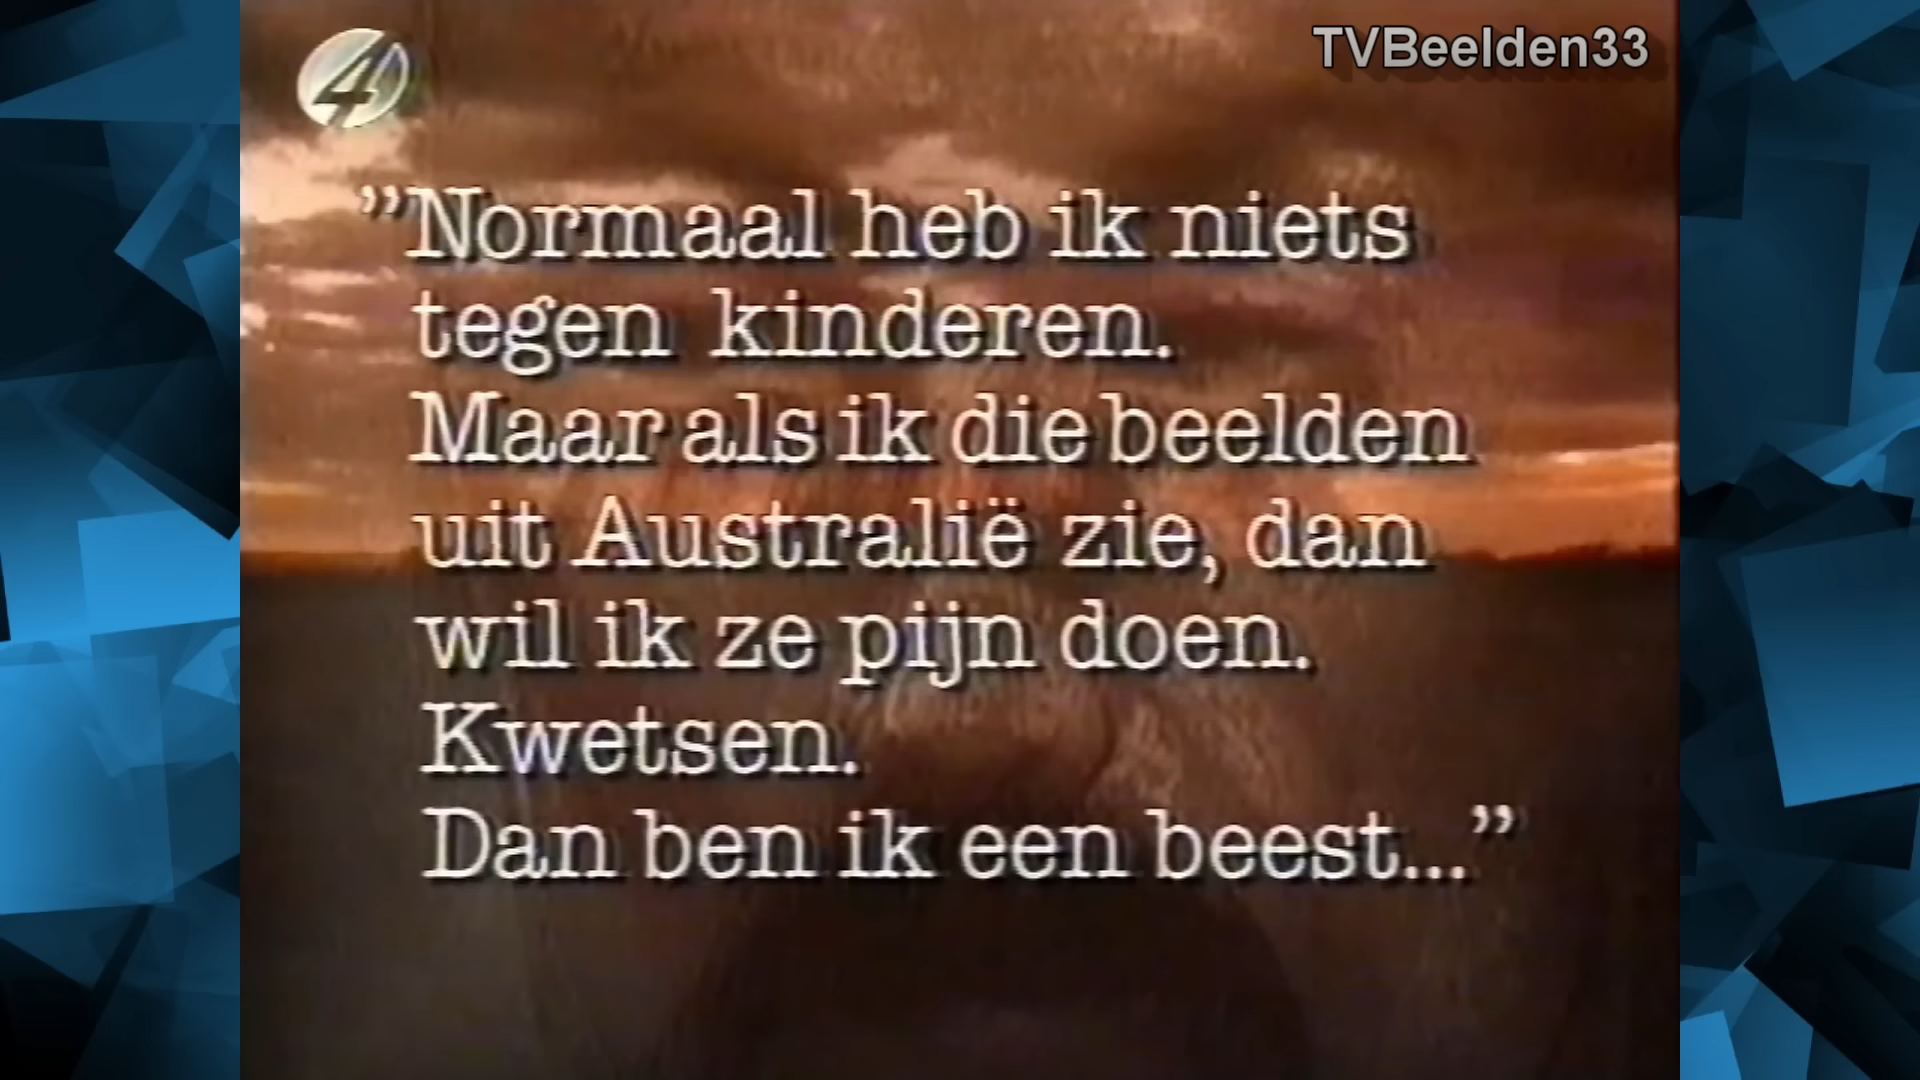 4
TVBeelden33
”Normaal heb ik niets
tegen kinderen.
Maar als ik die beelden
uit Australië zie, dan
wil ik ze pijn doen.
Kwetsen.
Dan ben ik een beest...”